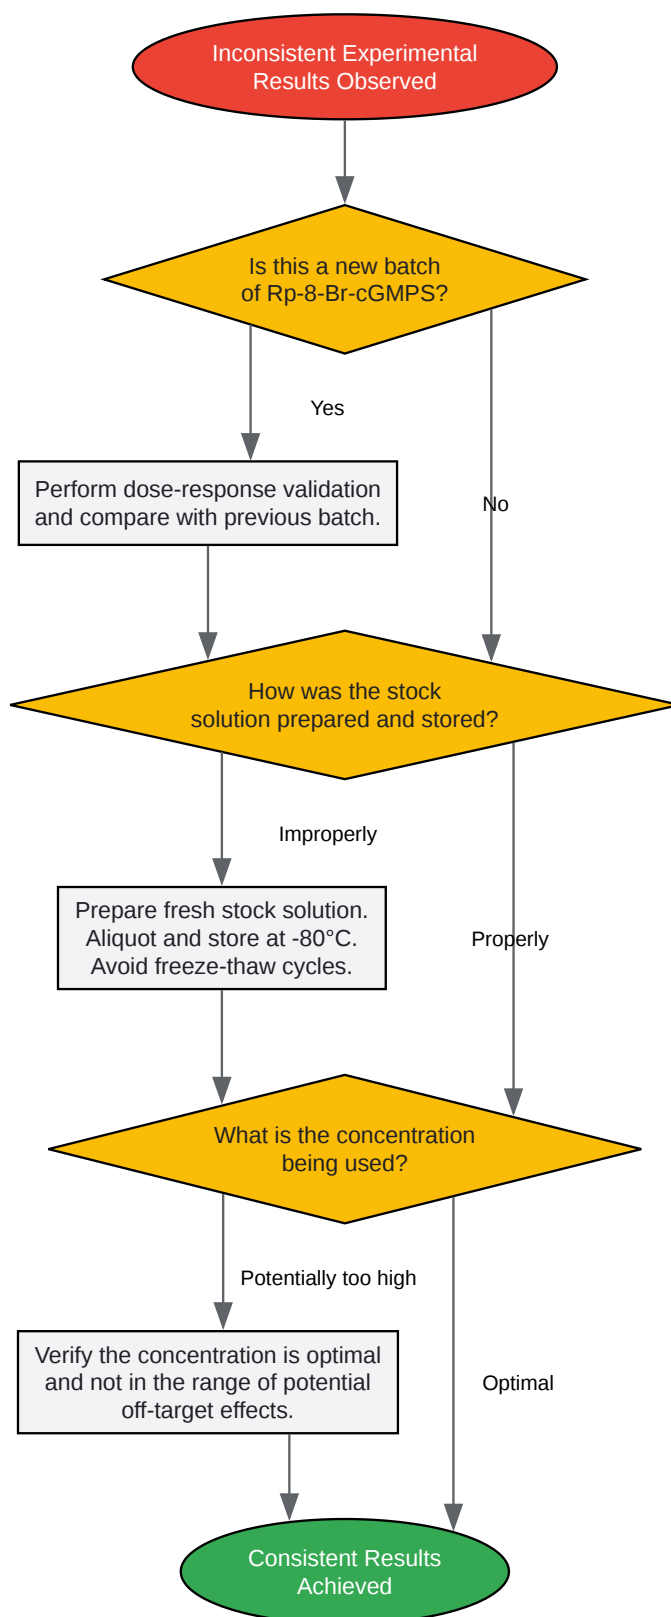 Inconsistent Experimental
Results Observed
Is this a new batch
of Rp-8-Br-cGMPS?
Yes
Perform dose-response validation
and compare with previous batch.
No
How was the stock
solution prepared and stored?
Improperly
Prepare fresh stock solution.
Aliquot and store at -80°C.
Avoid freeze-thaw cycles.
Properly
What is the concentration
being used?
Potentially too high
Verify the concentration is optimal
and not in the range of potential
off-target effects.
Optimal
Consistent Results
Achieved